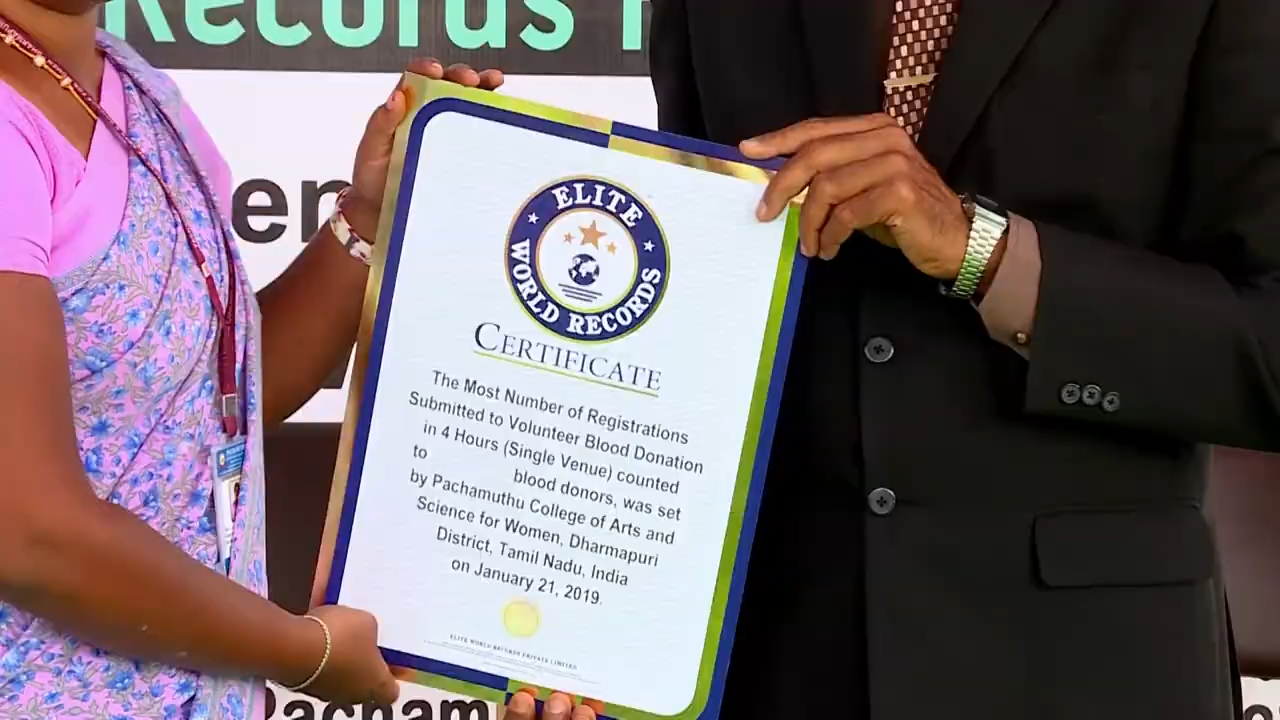 Records
en
ELITE
WORLD RECORDS
CERTIFICATE
The Most Number of Registrations
Submitted to Volunteer Blood Donation
in 4 Hours (Single Venue) counted
to blood donors, was set
by Pachamuthu College of Arts and
Science for Women, Dharmapuri
District, Tamil Nadu, India
on January 21, 2019.
ELITE WORLD RECORDS PRIVATE LIMITED
Pacham